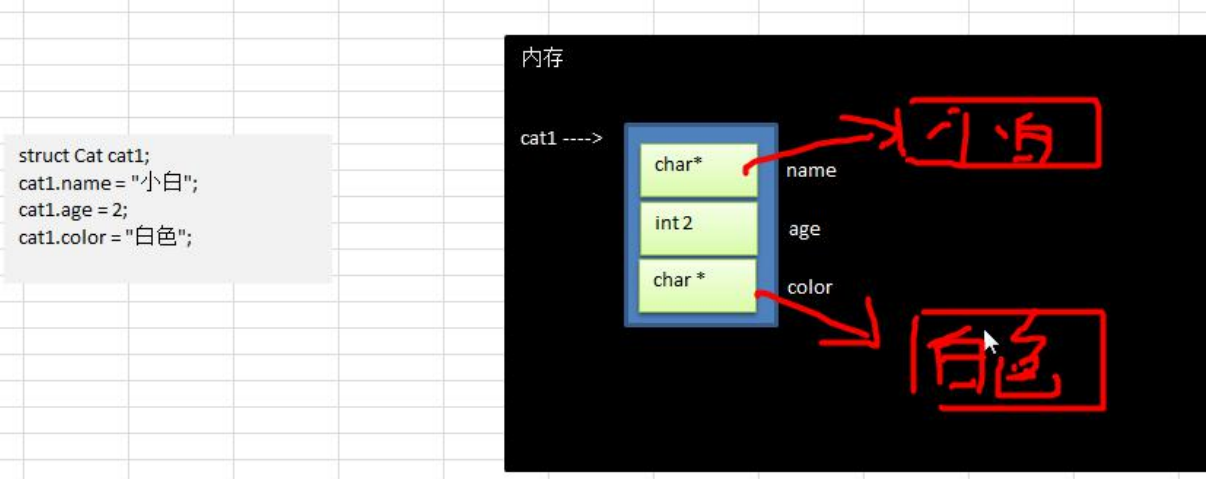 struct Cat cat1;
cat1.name = "小白";
cat1.age = 2;
cat1.color = "白色";
内存
cat1 ---->
char*
name
小白
int 2
age
char *
color
白色